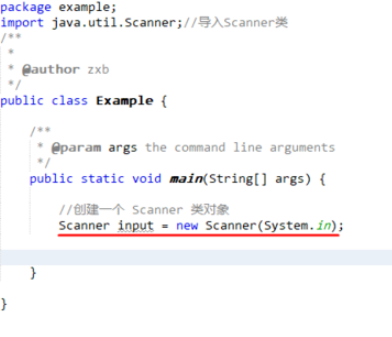 package example;
import java.util.Scanner;//导入Scanner类
/**
 *
 * @author zxb
 */
public class Example {
/**
 * @param args the command line arguments
 */
public static void main(String[] args) {
//创建一个 Scanner 类对象
Scanner input = new Scanner(System.in);
}
}